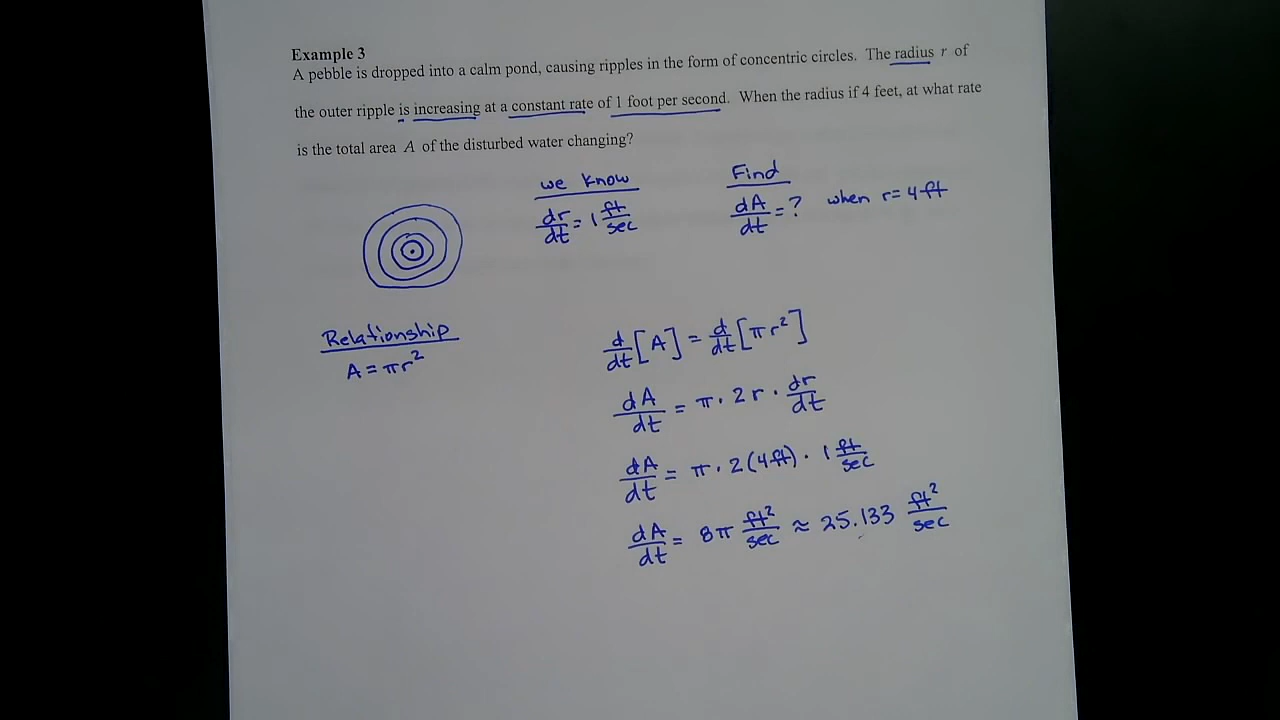 Example 3
A pebble is dropped into a calm pond, causing ripples in the form of concentric circles. The radius r of
the outer ripple is increasing at a constant rate of 1 foot per second. When the radius if 4 feet, at what rate
is the total area A of the disturbed water changing?
we know
dr/dt = 1 ft/sec
Find
dA/dt = ? when r = 4 ft
Relationship
A = πr²
d/dt [A] = d/dt [πr²]
dA/dt = π · 2r · dr/dt
dA/dt = π · 2(4ft) · 1 ft/sec
dA/dt = 8π ft²/sec ≈ 25.133 ft²/sec